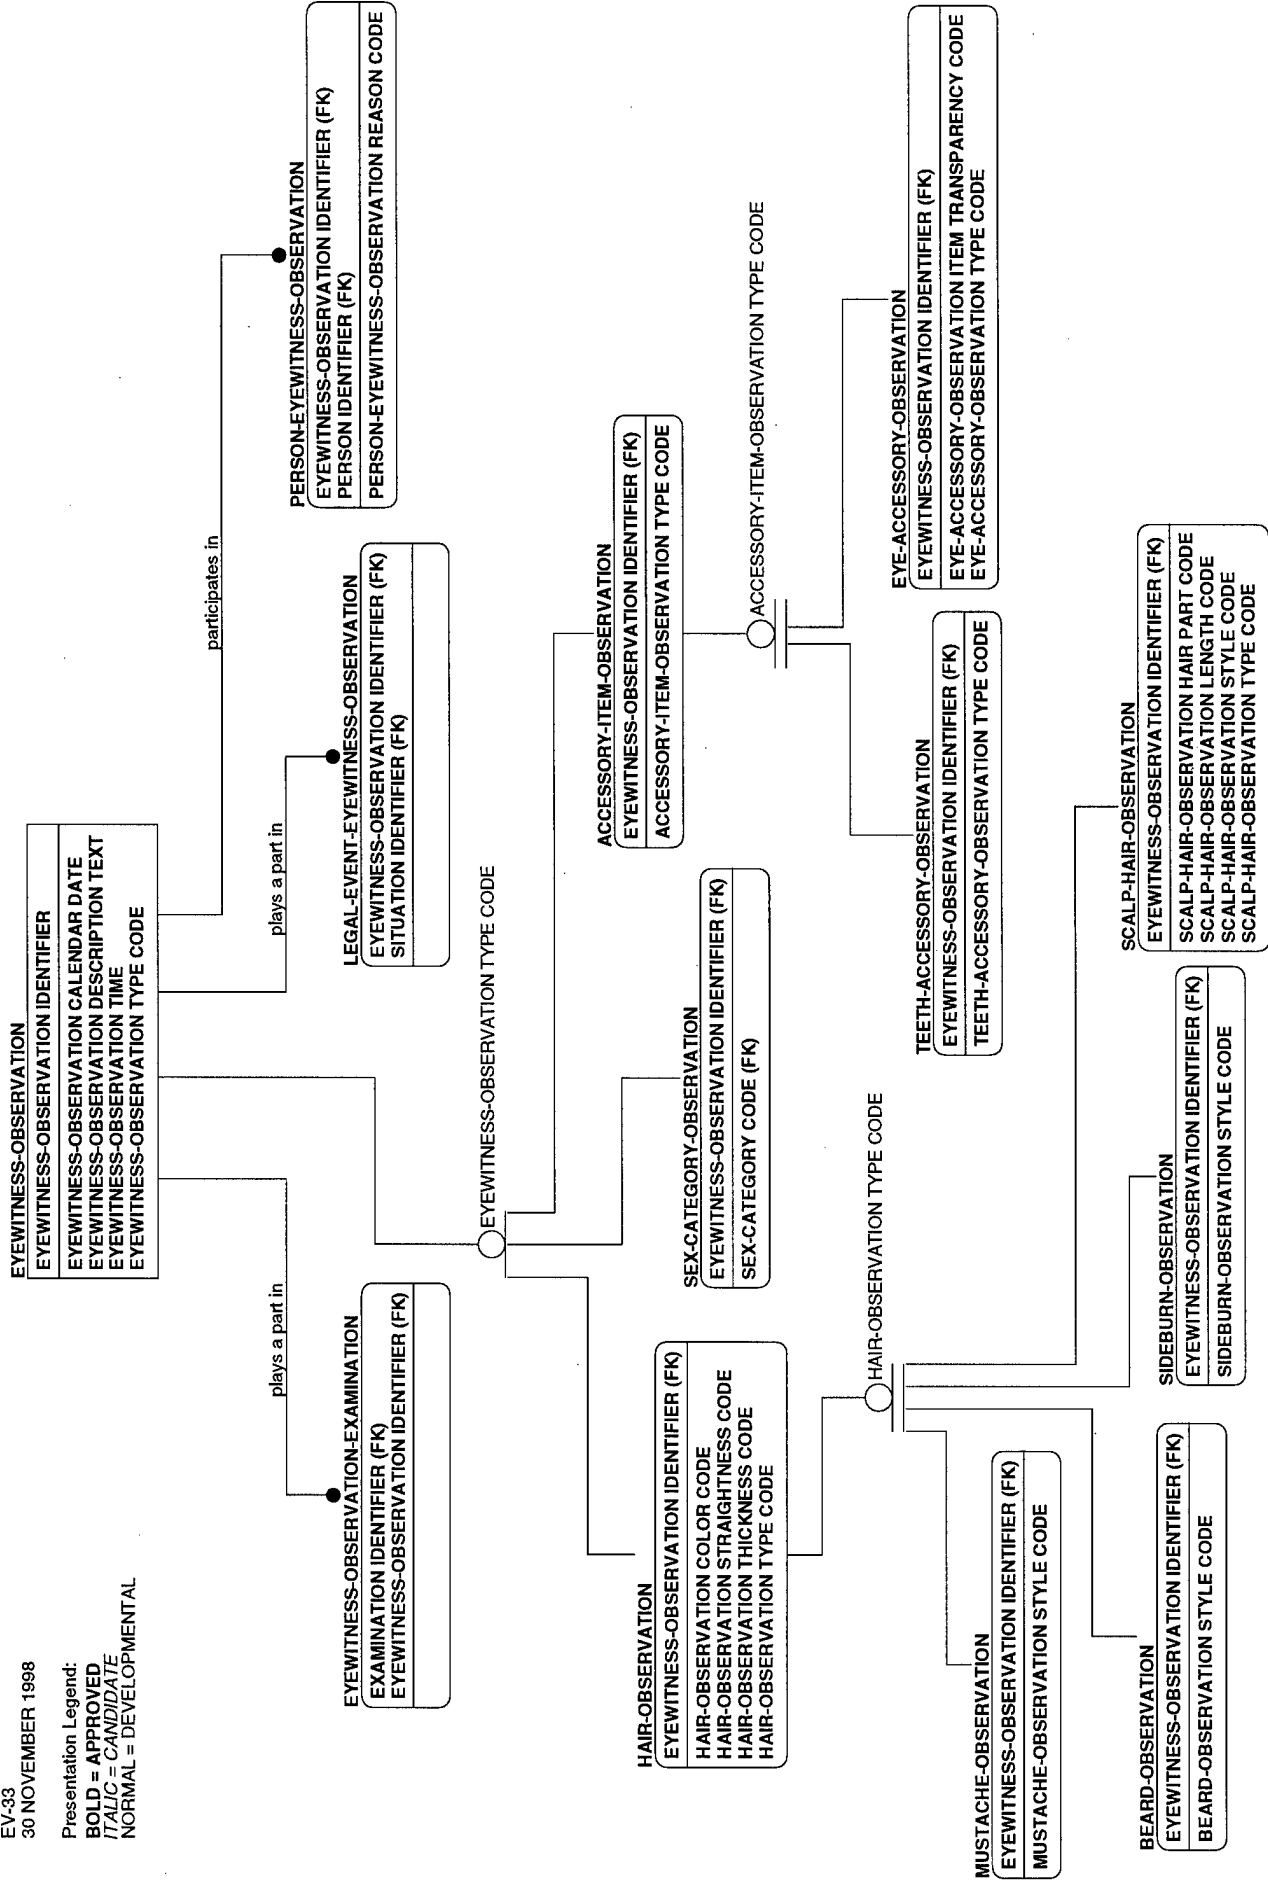 EV-33
30 NOVEMBER 1998
Presentation Legend:
BOLD = APPROVED
ITALIC = CANDIDATE
NORMAL = DEVELOPMENTAL
EYEWITNESS-OBSERVATION
EYEWITNESS-OBSERVATION IDENTIFIER
EYEWITNESS-OBSERVATION CALENDAR DATE
EYEWITNESS-OBSERVATION DESCRIPTION TEXT
EYEWITNESS-OBSERVATION TIME
EYEWITNESS-OBSERVATION TYPE CODE
plays a part in
plays a part in
participates in
EYEWITNESS-OBSERVATION-EXAMINATION
EXAMINATION IDENTIFIER (FK)
EYEWITNESS-OBSERVATION IDENTIFIER (FK)
LEGAL-EVENT-EYEWITNESS-OBSERVATION
EYEWITNESS-OBSERVATION IDENTIFIER (FK)
SITUATION IDENTIFIER (FK)
PERSON-EYEWITNESS-OBSERVATION
EYEWITNESS-OBSERVATION IDENTIFIER (FK)
PERSON IDENTIFIER (FK)
PERSON-EYEWITNESS-OBSERVATION REASON CODE
EYEWITNESS-OBSERVATION TYPE CODE
HAIR-OBSERVATION
EYEWITNESS-OBSERVATION IDENTIFIER (FK)
HAIR-OBSERVATION COLOR CODE
HAIR-OBSERVATION STRAIGHTNESS CODE
HAIR-OBSERVATION THICKNESS CODE
HAIR-OBSERVATION TYPE CODE
SEX-CATEGORY-OBSERVATION
EYEWITNESS-OBSERVATION IDENTIFIER (FK)
SEX-CATEGORY CODE (FK)
ACCESSORY-ITEM-OBSERVATION
EYEWITNESS-OBSERVATION IDENTIFIER (FK)
ACCESSORY-ITEM-OBSERVATION TYPE CODE
ACCESSORY-ITEM-OBSERVATION TYPE CODE
HAIR-OBSERVATION TYPE CODE
TEETH-ACCESSORY-OBSERVATION
EYEWITNESS-OBSERVATION IDENTIFIER (FK)
TEETH-ACCESSORY-OBSERVATION TYPE CODE
EYE-ACCESSORY-OBSERVATION
EYEWITNESS-OBSERVATION IDENTIFIER (FK)
EYE-ACCESSORY-OBSERVATION ITEM TRANSPARENCY CODE
EYE-ACCESSORY-OBSERVATION TYPE CODE
MUSTACHE-OBSERVATION
EYEWITNESS-OBSERVATION IDENTIFIER (FK)
MUSTACHE-OBSERVATION STYLE CODE
BEARD-OBSERVATION
EYEWITNESS-OBSERVATION IDENTIFIER (FK)
BEARD-OBSERVATION STYLE CODE
SIDEBURN-OBSERVATION
EYEWITNESS-OBSERVATION IDENTIFIER (FK)
SIDEBURN-OBSERVATION STYLE CODE
SCALP-HAIR-OBSERVATION
EYEWITNESS-OBSERVATION IDENTIFIER (FK)
SCALP-HAIR-OBSERVATION HAIR PART CODE
SCALP-HAIR-OBSERVATION LENGTH CODE
SCALP-HAIR-OBSERVATION STYLE CODE
SCALP-HAIR-OBSERVATION TYPE CODE